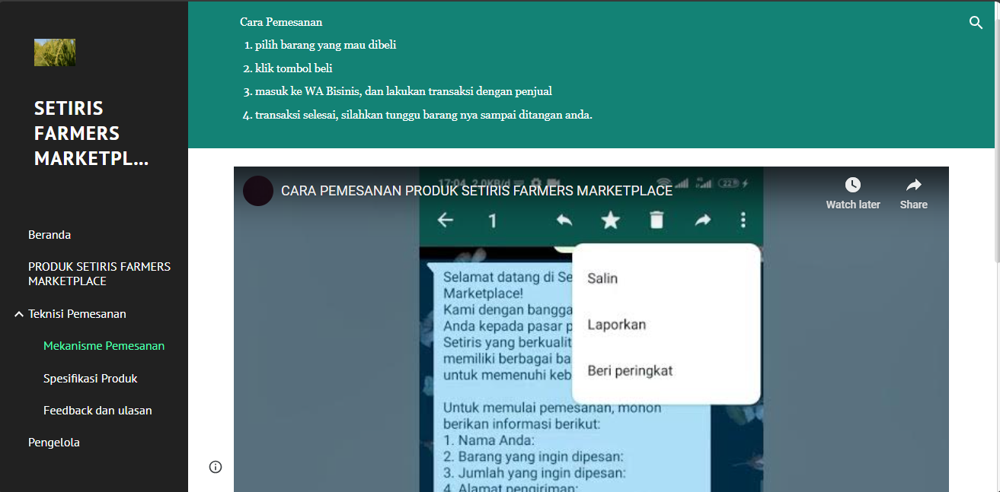 SETIRIS
FARMERS
MARKETPL...
Beranda
PRODUK SETIRIS FARMERS
MARKETPLACE
Teknisi Pemesanan
Mekanisme Pemesanan
Spesifikasi Produk
Feedback dan ulasan
Pengelola
Cara Pemesanan
1. pilih barang yang mau dibeli
2. klik tombol beli
3. masuk ke WA Bisinis, dan lakukan transaksi dengan penjual
4. transaksi selesai, silahkan tunggu barang nya sampai ditangan anda.
17:04 2.0KB/d
CARA PEMESANAN PRODUK SETIRIS FARMERS MARKETPLACE
Watch later
Share
1
Salin
Laporkan
Beri peringkat
Selamat datang di Se
Marketplace!
Kami dengan bangga
Anda kepada pasar p
Setiris yang berkualit
memiliki berbagai ba
untuk memenuhi keb
Untuk memulai pemesanan, mohon
berikan informasi berikut:
1. Nama Anda:
2. Barang yang ingin dipesan:
3. Jumlah yang ingin dipesan:
4. Alamat pengiriman: